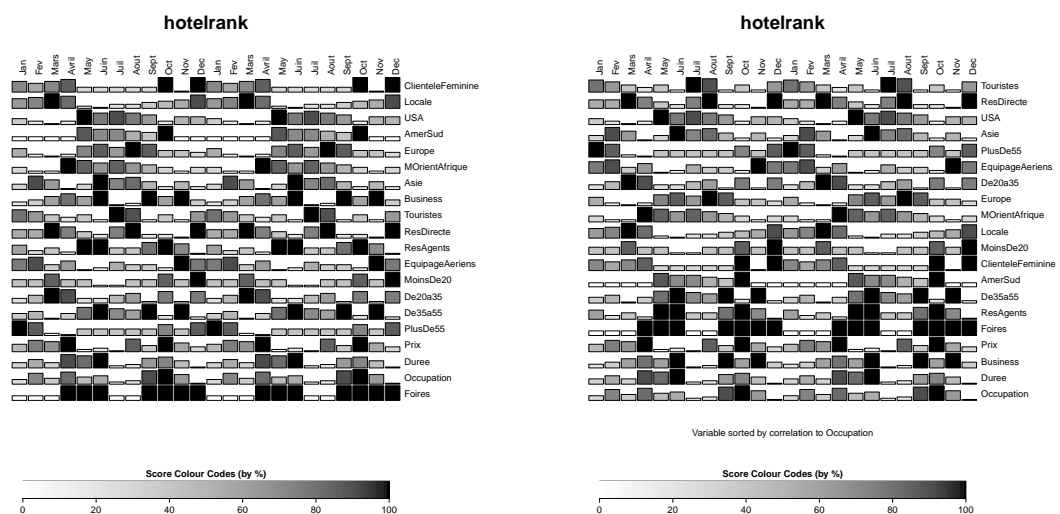 hotelrank
Jan Fev Mars Avril May Juin Juil Aout Sept Oct Nov Dec Jan Fev Mars Avril May Juin Juil Aout Sept Oct Nov Dec
ClienteleFeminine
Locale
USA
AmerSud
Europe
MOrientAfrique
Asie
Business
Touristes
ResDirecte
ResAgents
EquipageAeriens
MoinsDe20
De20a35
De35a55
PlusDe55
Prix
Duree
Occupation
Foires
Score Colour Codes (by %)
0 20 40 60 80 100
hotelrank
Jan Fev Mars Avril May Juin Juil Aout Sept Oct Nov Dec Jan Fev Mars Avril May Juin Juil Aout Sept Oct Nov Dec
Touristes
ResDirecte
USA
Asie
PlusDe55
EquipageAeriens
De20a35
Europe
MOrientAfrique
Locale
MoinsDe20
ClienteleFeminine
AmerSud
De35a55
ResAgents
Foires
Prix
Business
Duree
Occupation
Variable sorted by correlation to Occupation
Score Colour Codes (by %)
0 20 40 60 80 100